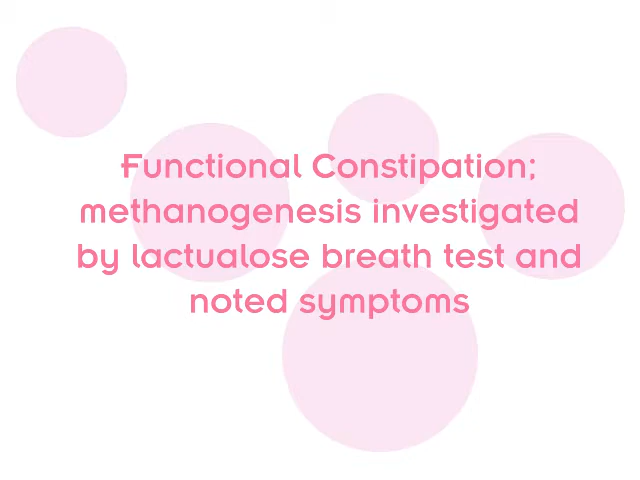 Functional Constipation;
methanogenesis investigated
by lactualose breath test and
noted symptoms